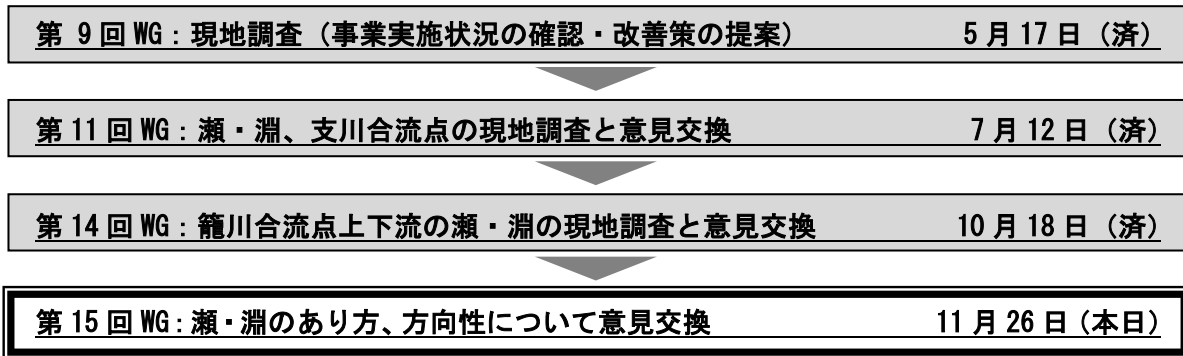 第 9 回 WG：現地調査（事業実施状況の確認・改善策の提案） 5 月 17 日（済）
第 11 回 WG：瀬・淵、支川合流点の現地調査と意見交換 7 月 12 日（済）
第 14 回 WG：籠川合流点上下流の瀬・淵の現地調査と意見交換 10 月 18 日（済）
第 15 回 WG：瀬・淵のあり方、方向性について意見交換 11 月 26 日（本日）